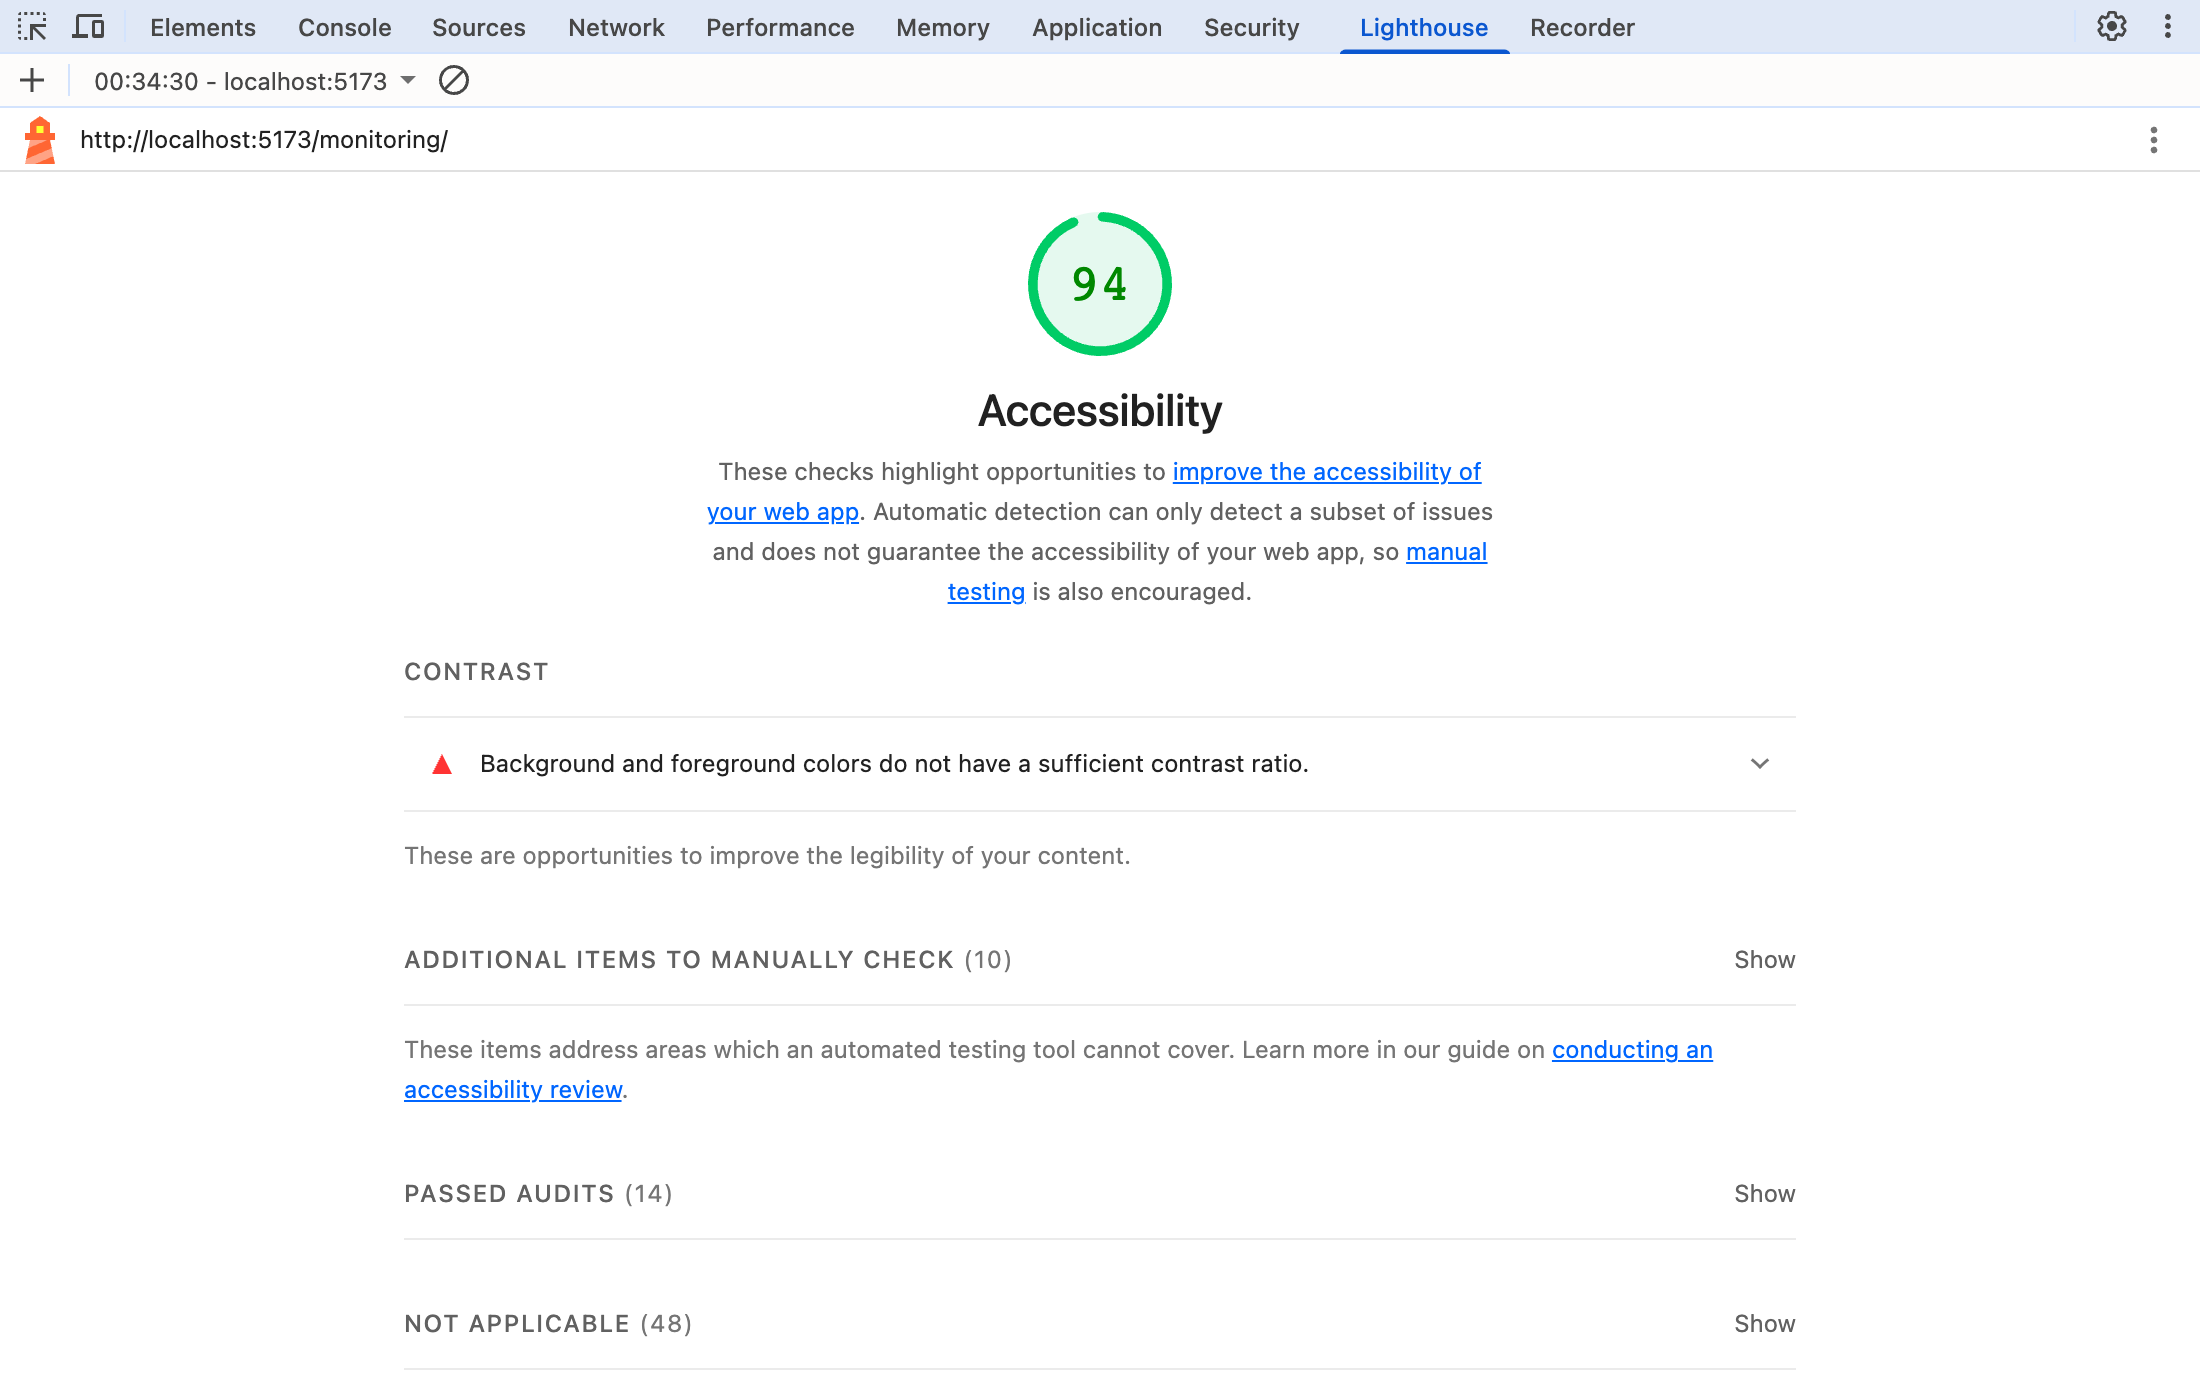 Elements Console Sources Network Performance Memory Application Security Lighthouse Recorder
00:34:30 - localhost:5173
http://localhost:5173/monitoring/
94
Accessibility
These checks highlight opportunities to improve the accessibility of
your web app. Automatic detection can only detect a subset of issues
and does not guarantee the accessibility of your web app, so manual
testing is also encouraged.
CONTRAST
Background and foreground colors do not have a sufficient contrast ratio.
These are opportunities to improve the legibility of your content.
ADDITIONAL ITEMS TO MANUALLY CHECK (10) Show
These items address areas which an automated testing tool cannot cover. Learn more in our guide on conducting an
accessibility review.
PASSED AUDITS (14) Show
NOT APPLICABLE (48) Show